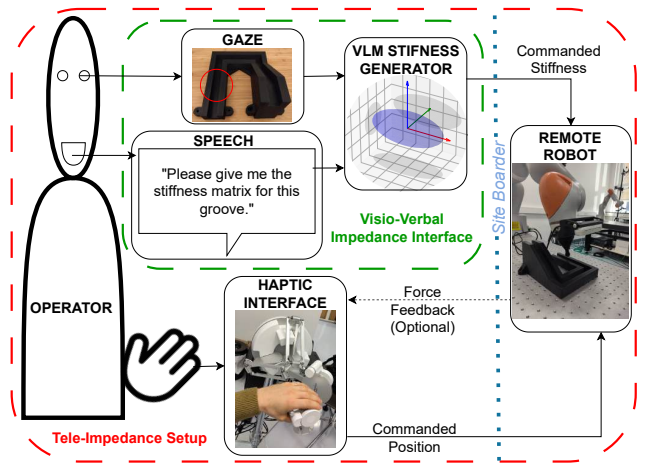 GAZE
VLM STIFNESS
GENERATOR
Commanded
Stiffness
SPEECH
"Please give me the
stiffness matrix for this
groove."
REMOTE
ROBOT
Site Boarder
Visio-Verbal
Impedance Interface
OPERATOR
HAPTIC
INTERFACE
Force
Feedback
(Optional)
Tele-Impedance Setup
Commanded
Position